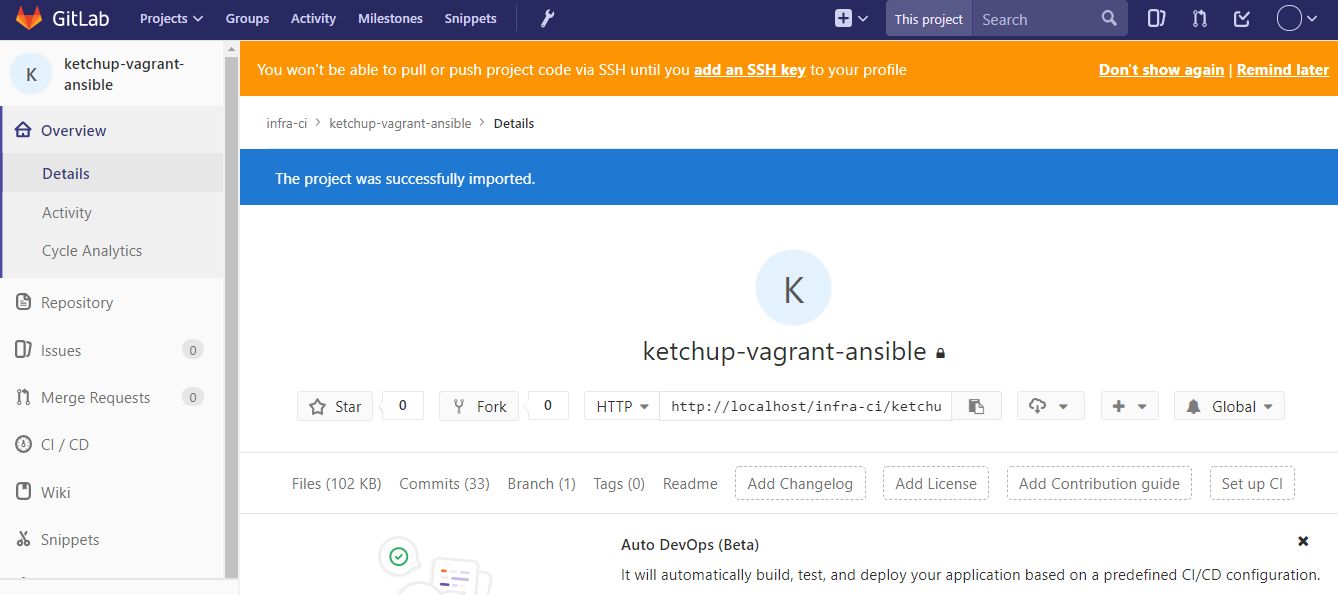 GitLab Projects Groups Activity Milestones Snippets This project Search
K ketchup-vagrant-
ansible
You won't be able to pull or push project code via SSH until you add an SSH key to your profile Don't show again | Remind later
Overview
Details
Activity
Cycle Analytics
Repository
Issues 0
Merge Requests 0
CI / CD
Wiki
Snippets
infra-ci > ketchup-vagrant-ansible > Details
The project was successfully imported.
K
ketchup-vagrant-ansible
Star 0 Fork 0 HTTP http://localhost/infra-ci/ketchu Global
Files (102 KB) Commits (33) Branch (1) Tags (0) Readme Add Changelog Add License Add Contribution guide Set up CI
Auto DevOps (Beta)
It will automatically build, test, and deploy your application based on a predefined CI/CD configuration.